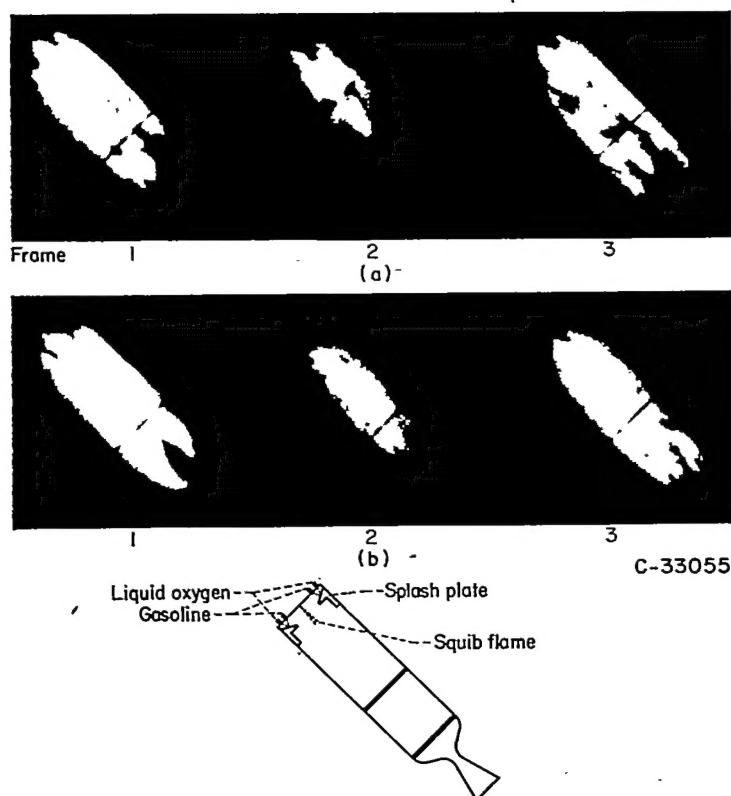 Frame 1 2 3
(a)
1 2 3
(b)
C-33055
Liquid oxygen Splash plate
Gasoline
Squib flame